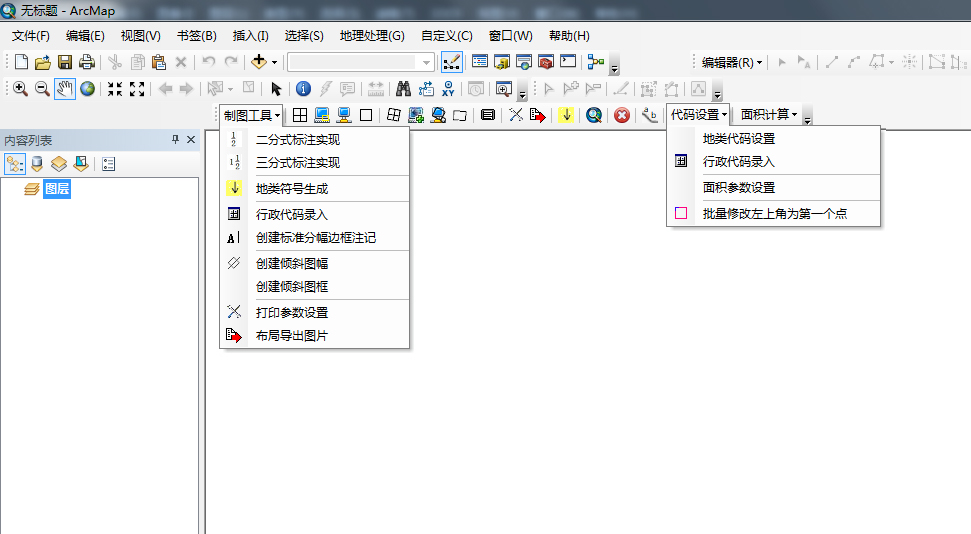 无标题 - ArcMap
文件(F) 编辑(E) 视图(V) 书签(B) 插入(I) 选择(S) 地理处理(G) 自定义(C) 窗口(W) 帮助(H)
编辑器(R)
制图工具 代码设置 面积计算
内容列表
图层
二分式标注实现
三分式标注实现
地类符号生成
行政代码录入
创建标准分幅边框注记
创建倾斜图幅
创建倾斜图框
打印参数设置
布局导出图片
地类代码设置
行政代码录入
面积参数设置
批量修改左上角为第一个点